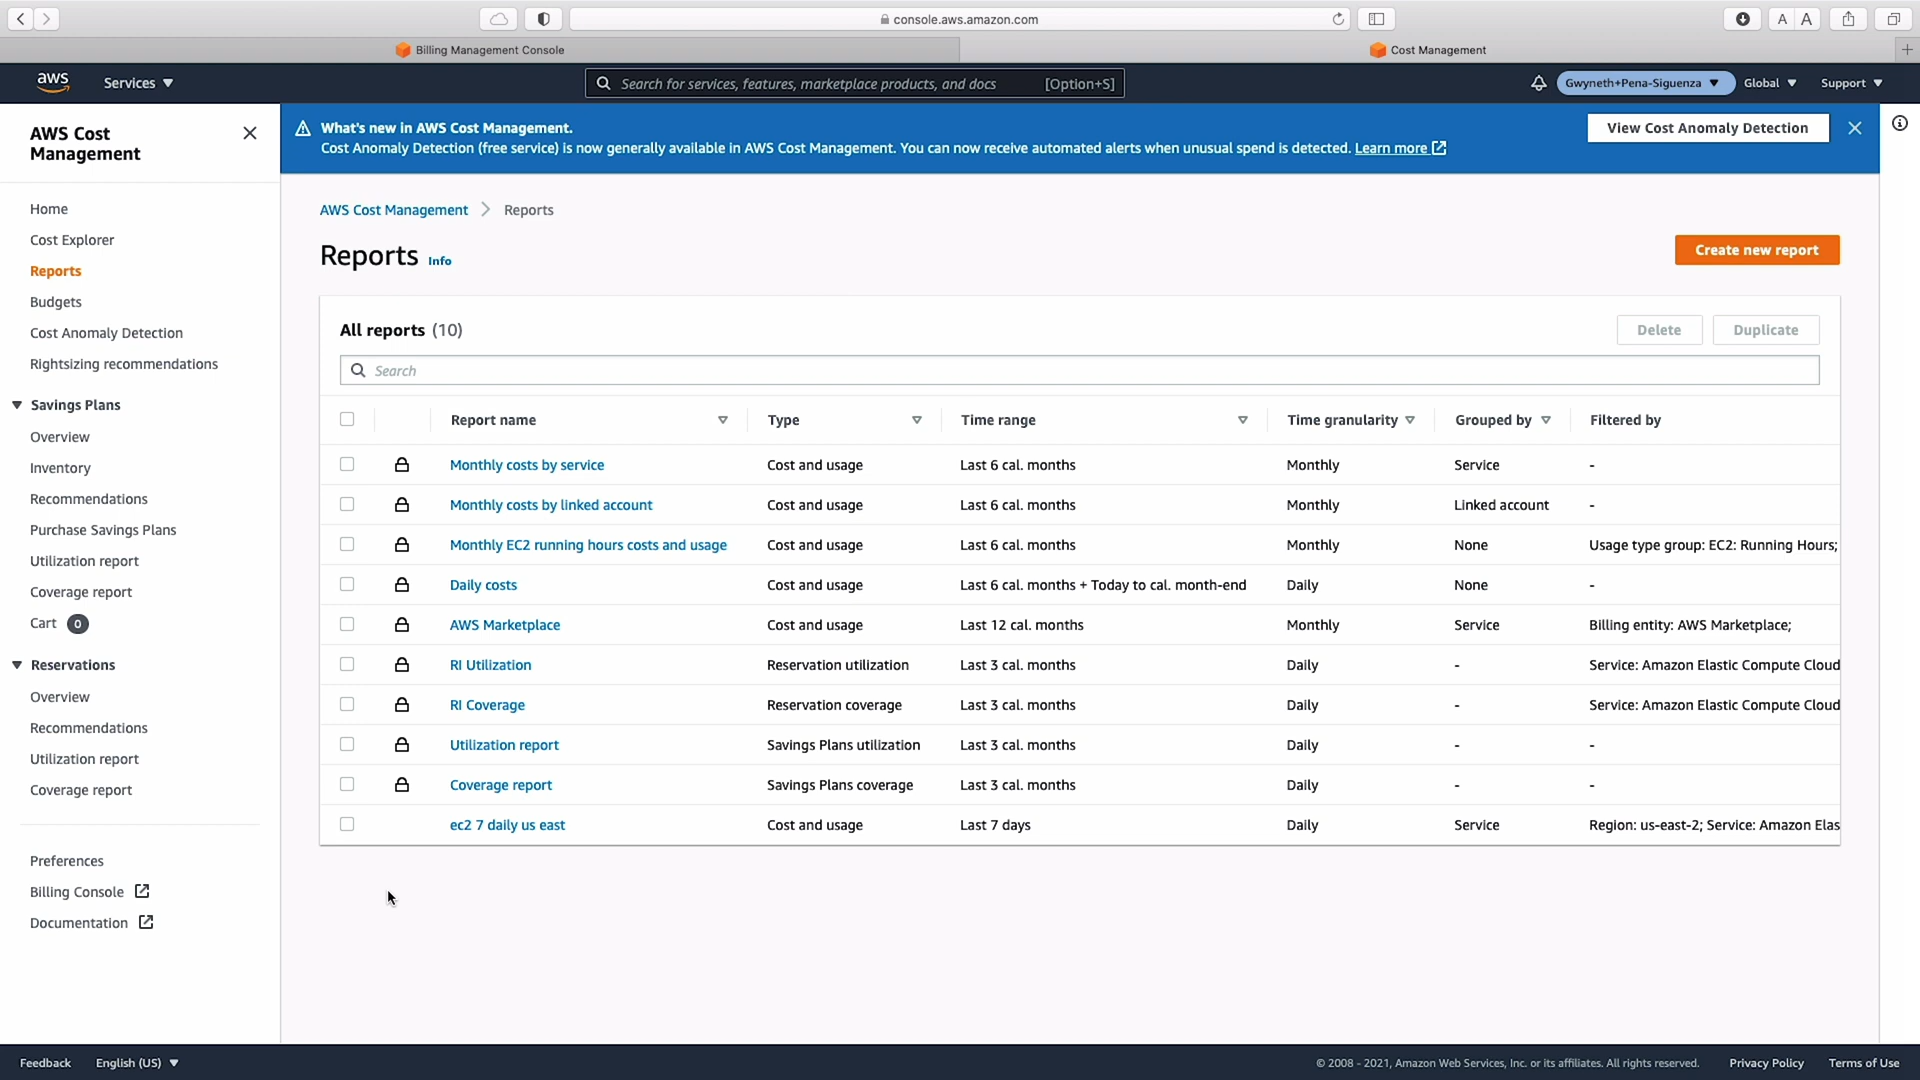 console.aws.amazon.com
A A
Billing Management Console
Cost Management
aws
Services
Search for services, features, marketplace products, and docs [Option+S]
Gwyneth+Pena-Siguenza
Global
Support
AWS Cost
Management
Home
Cost Explorer
Reports
Budgets
Cost Anomaly Detection
Rightsizing recommendations
Savings Plans
Overview
Inventory
Recommendations
Purchase Savings Plans
Utilization report
Coverage report
Cart 0
Reservations
Overview
Recommendations
Utilization report
Coverage report
Preferences
Billing Console
Documentation
What's new in AWS Cost Management.
Cost Anomaly Detection (free service) is now generally available in AWS Cost Management. You can now receive automated alerts when unusual spend is detected. Learn more
View Cost Anomaly Detection
AWS Cost Management > Reports
Reports Info
Create new report
All reports (10)
Delete
Duplicate
Search
Report name Type Time range Time granularity Grouped by Filtered by
Monthly costs by service Cost and usage Last 6 cal. months Monthly Service -
Monthly costs by linked account Cost and usage Last 6 cal. months Monthly Linked account -
Monthly EC2 running hours costs and usage Cost and usage Last 6 cal. months Monthly None Usage type group: EC2: Running Hours;
Daily costs Cost and usage Last 6 cal. months + Today to cal. month-end Daily None -
AWS Marketplace Cost and usage Last 12 cal. months Monthly Service Billing entity: AWS Marketplace;
RI Utilization Reservation utilization Last 3 cal. months Daily - Service: Amazon Elastic Compute Cloud
RI Coverage Reservation coverage Last 3 cal. months Daily - Service: Amazon Elastic Compute Cloud
Utilization report Savings Plans utilization Last 3 cal. months Daily - -
Coverage report Savings Plans coverage Last 3 cal. months Daily - -
ec2 7 daily us east Cost and usage Last 7 days Daily Service Region: us-east-2; Service: Amazon Elas
Feedback
English (US)
© 2008 - 2021, Amazon Web Services, Inc. or its affiliates. All rights reserved.
Privacy Policy
Terms of Use